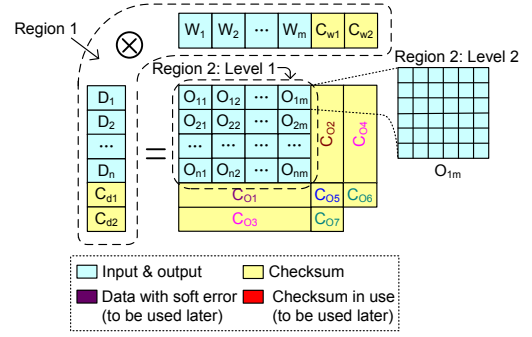 Region 1
⊗
W1 W2 ... Wm Cw1 Cw2
Region 2: Level 1
Region 2: Level 2
D1
D2
...
Dn
Cd1
Cd2
=
O11 O12 ... O1m
O21 O22 ... O2m
... ... ... ...
On1 On2 ... Onm
CO2
CO4
CO1 CO5 CO6
CO3 CO7
O1m
Input & output
Checksum
Data with soft error
(to be used later)
Checksum in use
(to be used later)